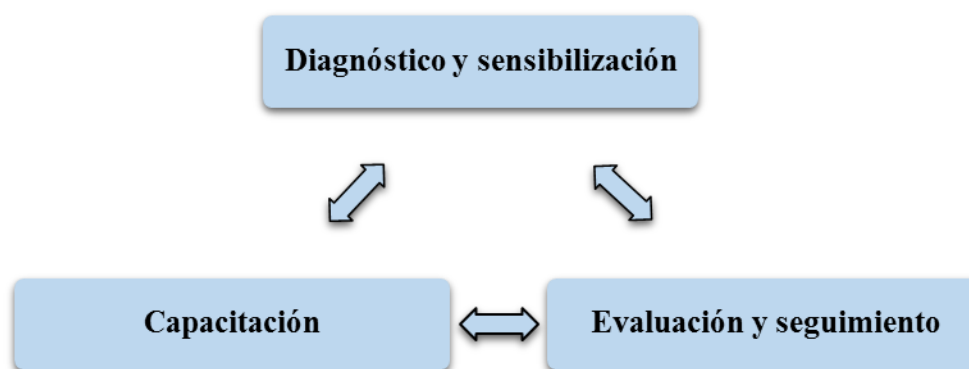 Diagnóstico y sensibilización
Capacitación
Evaluación y seguimiento